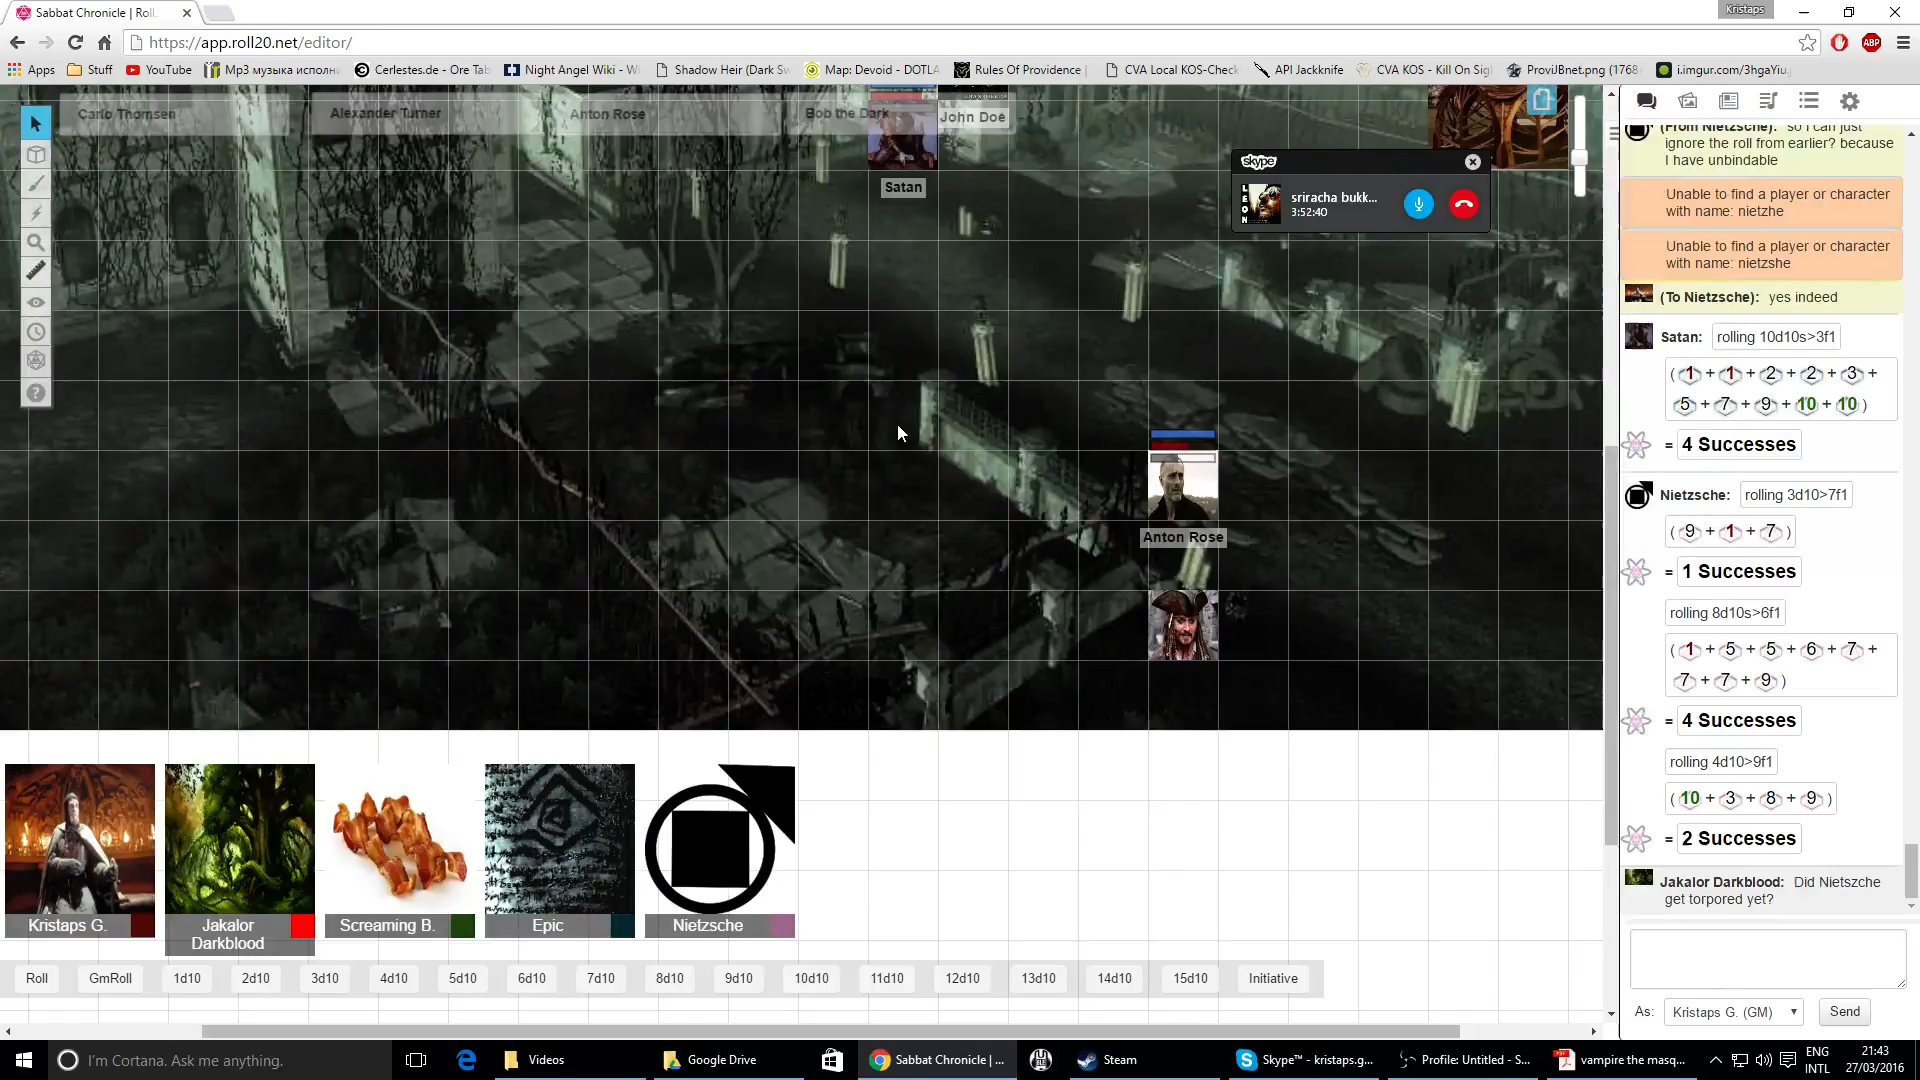 Sabbat Chronicle | Roll.
Kristaps
https://app.roll20.net/editor/
Apps Stuff YouTube Mp3 музыка исполни Cerlestes.de - Ore Tab Night Angel Wiki - Wi Shadow Heir (Dark Sw Map: Devoid - DOTLA Rules Of Providence | CVA Local KOS-Check CVA KOS - Kill On Sigl API Jackknife ProviJBnet.png (1768× i.imgur.com/3hgaYiu.
Carlo Thomsen Alexander Turner Anton Rose Bob the Dark John Doe
Satan
skype
LEON
sriracha bukk...
3:52:40
Anton Rose
(From Nietzsche): so I can just
ignore the roll from earlier? because
I have unbindable
Unable to find a player or character
with name: nietzhe
Unable to find a player or character
with name: nietzshe
(To Nietzsche): yes indeed
Satan: rolling 10d10s>3f1
(1 + 1 + 2 + 2 + 3 +
5 + 7 + 9 + 10 + 10)
= 4 Successes
Nietzsche: rolling 3d10>7f1
(9 + 1 + 7)
= 1 Successes
rolling 8d10s>6f1
(1 + 5 + 5 + 6 + 7 +
7 + 7 + 9)
= 4 Successes
rolling 4d10>9f1
(10 + 3 + 8 + 9)
= 2 Successes
Jakalor Darkblood: Did Nietszche
get torpored yet?
As: Kristaps G. (GM) Send
Kristaps G. Jakalor Darkblood Screaming B. Epic Nietzsche
Roll GmRoll 1d10 2d10 3d10 4d10 5d10 6d10 7d10 8d10 9d10 10d10 11d10 12d10 13d10 14d10 15d10 Initiative
I'm Cortana. Ask me anything. Videos Google Drive Sabbat Chronicle | ... Steam Skype™ - kristaps.g... Profile: Untitled - S... vampire the masq...
ENG
INTL
21:43
27/03/2016